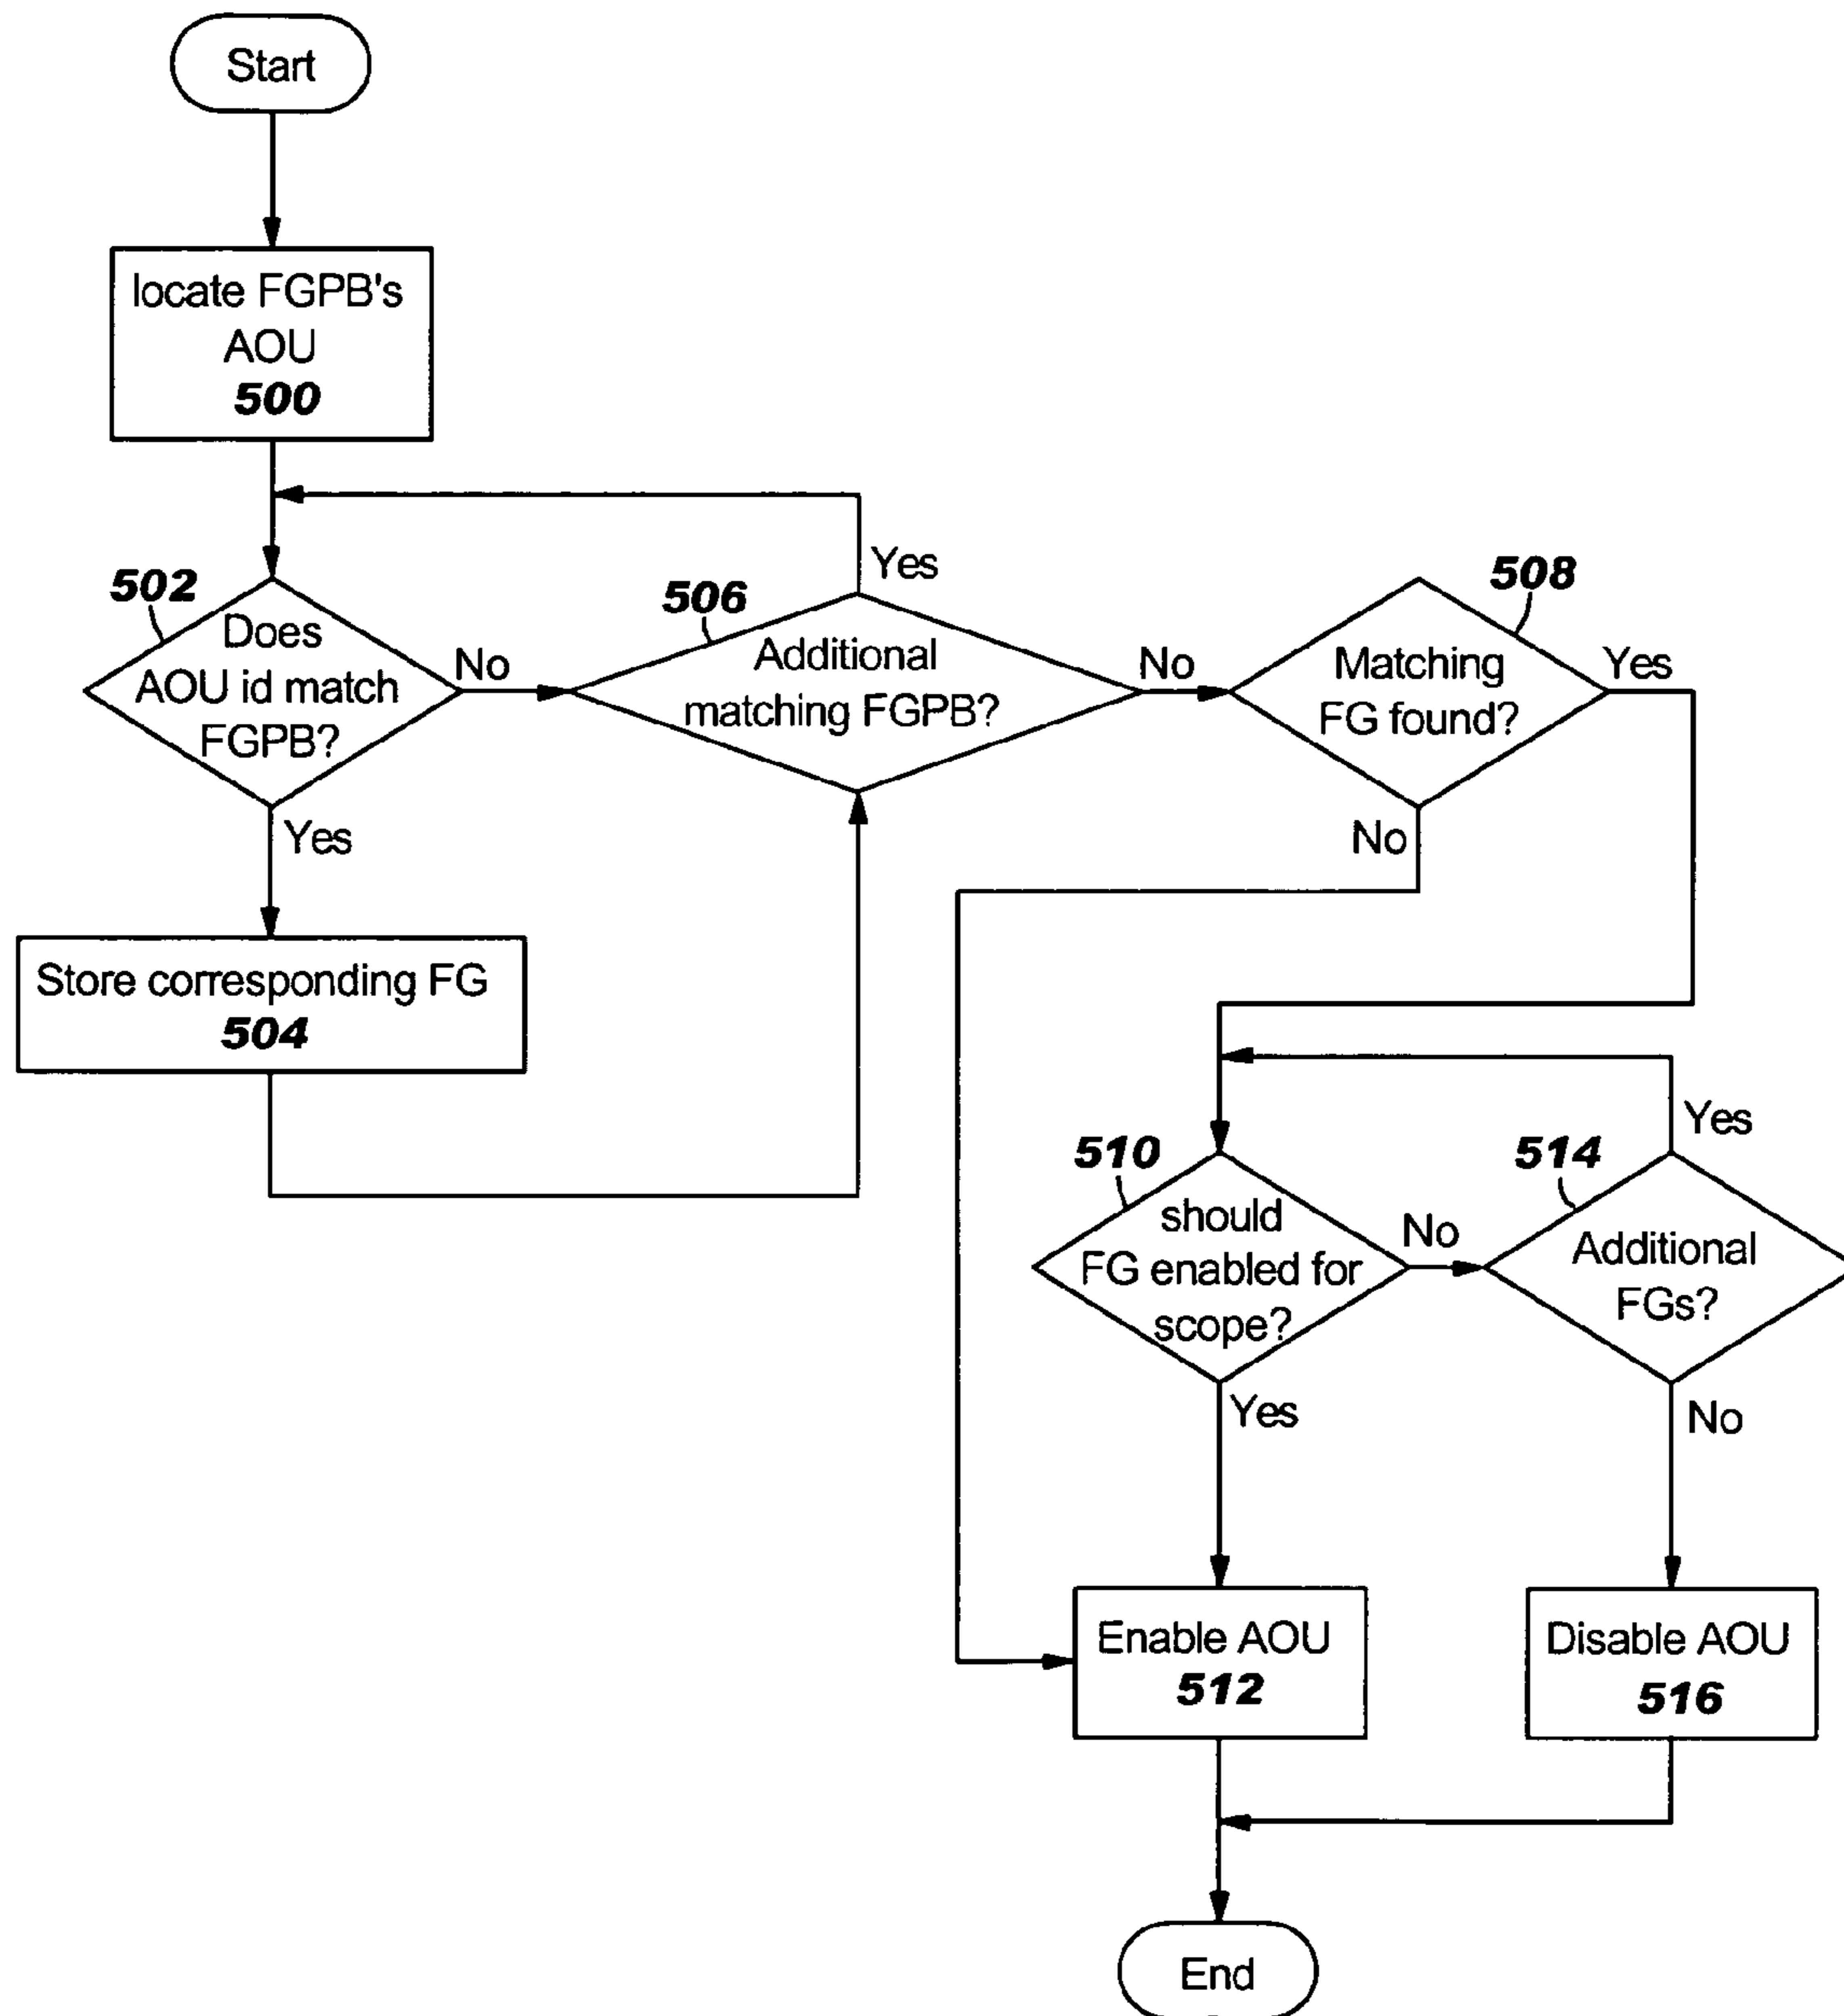 Start
locate FGPB's
AOU
500
502
Does
AOU id match
FGPB?
No
Yes
506
Additional
matching FGPB?
Yes
No
508
Matching
FG found?
Yes
No
Store corresponding FG
504
510
should
FG enabled for
scope?
No
Yes
514
Additional
FGs?
Yes
No
Enable AOU
512
Disable AOU
516
End